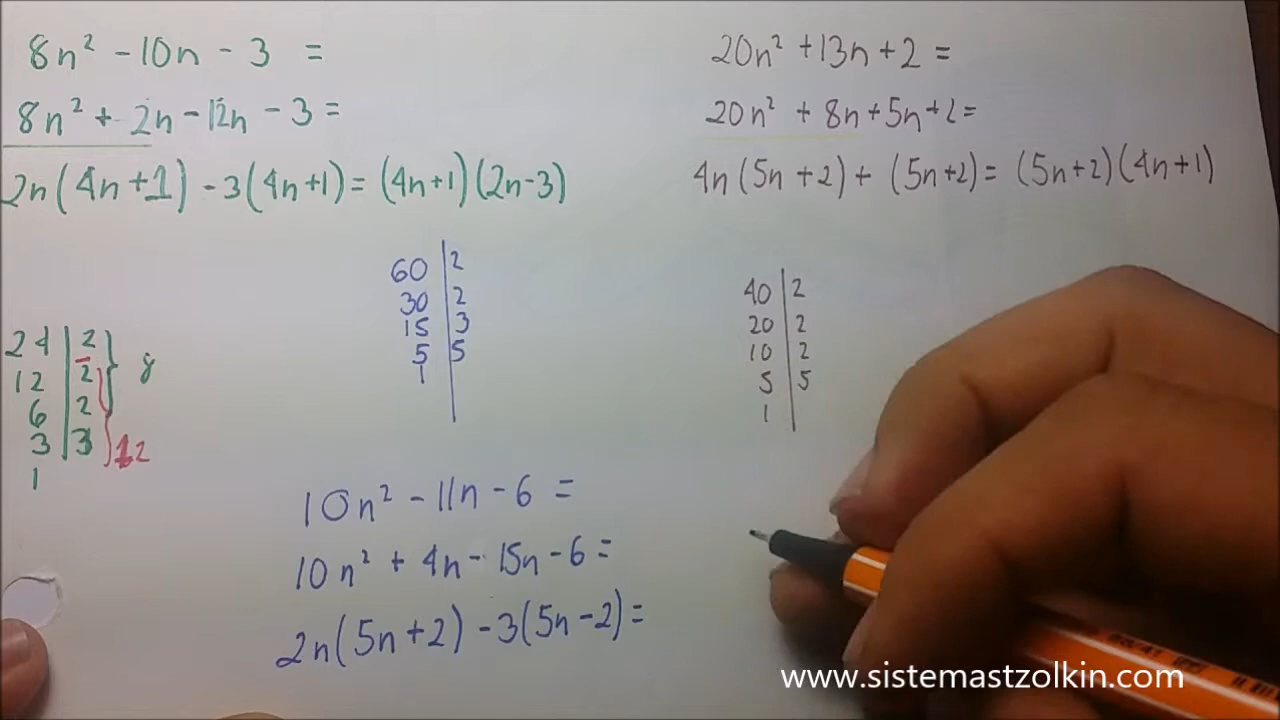 8n² - 10n - 3 =
8n² + 2n - 12n - 3 =
2n(4n + 1) - 3(4n+1) = (4n+1)(2n-3)
20n² + 13n + 2 =
20n² + 8n + 5n + 2 =
4n(5n + 2) + (5n+2) = (5n+2)(4n+1)
24 | 2
12 | 2
6 | 2
3 | 3
1
8
12
60 | 2
30 | 2
15 | 3
5 | 5
1
40 | 2
20 | 2
10 | 2
5 | 5
1
10n² - 11n - 6 =
10n² + 4n - 15n - 6 =
2n(5n + 2) - 3(5n - 2) =
www.sistemastzolkin.com